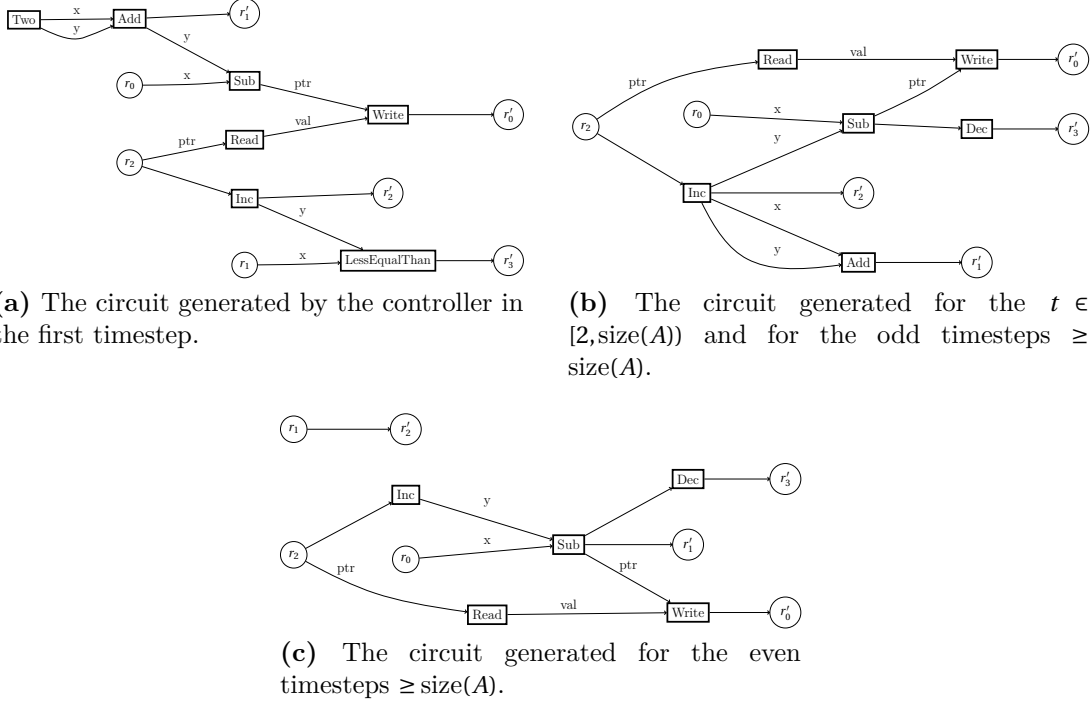 Two
x
y
Add
r′1
y
r0
x
Sub
ptr
Write
r′0
r2
ptr
Read
val
Inc
r′2
y
r1
x
LessEqualThan
r′3
(a) The circuit generated by the controller in
the first timestep.
ptr
Read
val
Write
r′0
r2
r0
x
ptr
Sub
Dec
r′3
y
Inc
r′2
x
y
Add
r′1
(b) The circuit generated for the t ∈
[2,size(A)) and for the odd timesteps ≥
size(A).
r1
r′2
Inc
y
Dec
r′3
r2
r0
x
Sub
r′1
ptr
ptr
Read
val
Write
r′0
(c) The circuit generated for the even
timesteps ≥ size(A).